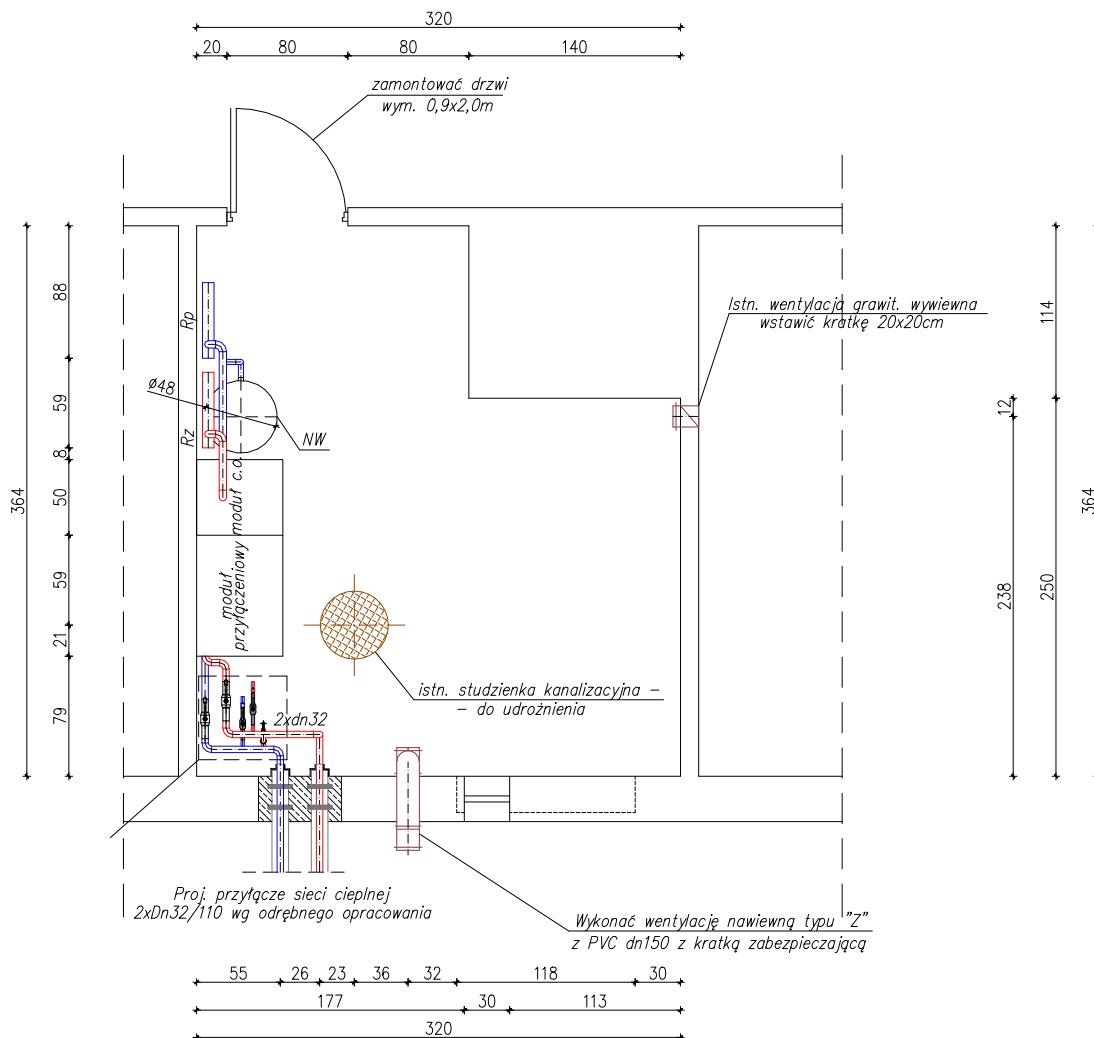 320
20 80 80 140
zamontować drzwi
wym. 0,9x2,0m
88
Rp
Istn. wentylacja grawit. wywiewna
wstawić kratkę 20x20cm
114
Ø48
59
Rz
NW
12
8
moduł c.o.
50
364
364
59
moduł
przyłączeniowy
238
250
21
istn. studzienka kanalizacyjna –
– do udrożnienia
79
2xdn32
Proj. przyłącze sieci cieplnej
2xDn32/110 wg odrębnego opracowania
Wykonać wentylację nawiewną typu "Z"
z PVC dn150 z kratką zabezpieczającą
55 26 23 36 32 118 30
177 30 113
320